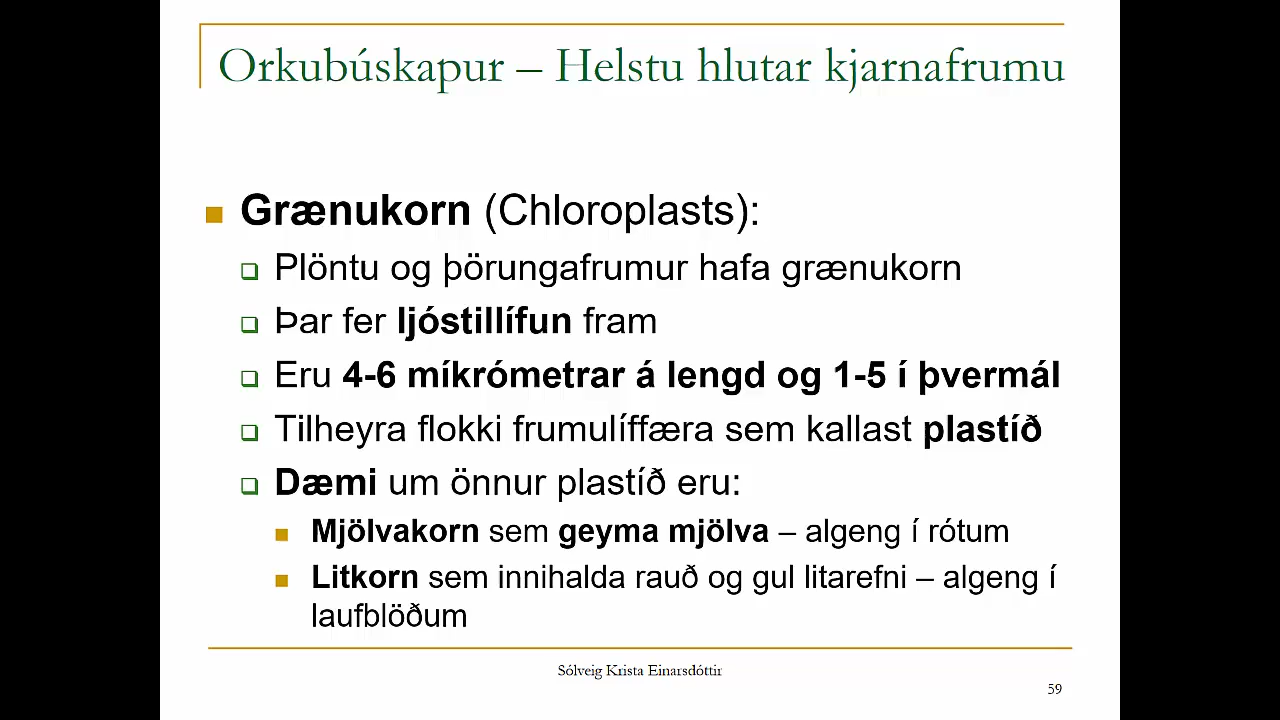 Orkubúskapur – Helstu hlutar kjarnafrumu
Grænukorn (Chloroplasts):
Plöntu og þörungafrumur hafa grænukorn
Þar fer ljóstillífun fram
Eru 4-6 míkrómetrar á lengd og 1-5 í þvermál
Tilheyra flokki frumulíffæra sem kallast plastíð
Dæmi um önnur plastíð eru:
Mjölvakorn sem geyma mjölva – algeng í rótum
Litkorn sem innihalda rauð og gul litarefni – algeng í
laufblöðum
Sólveig Krista Einarsdóttir
59